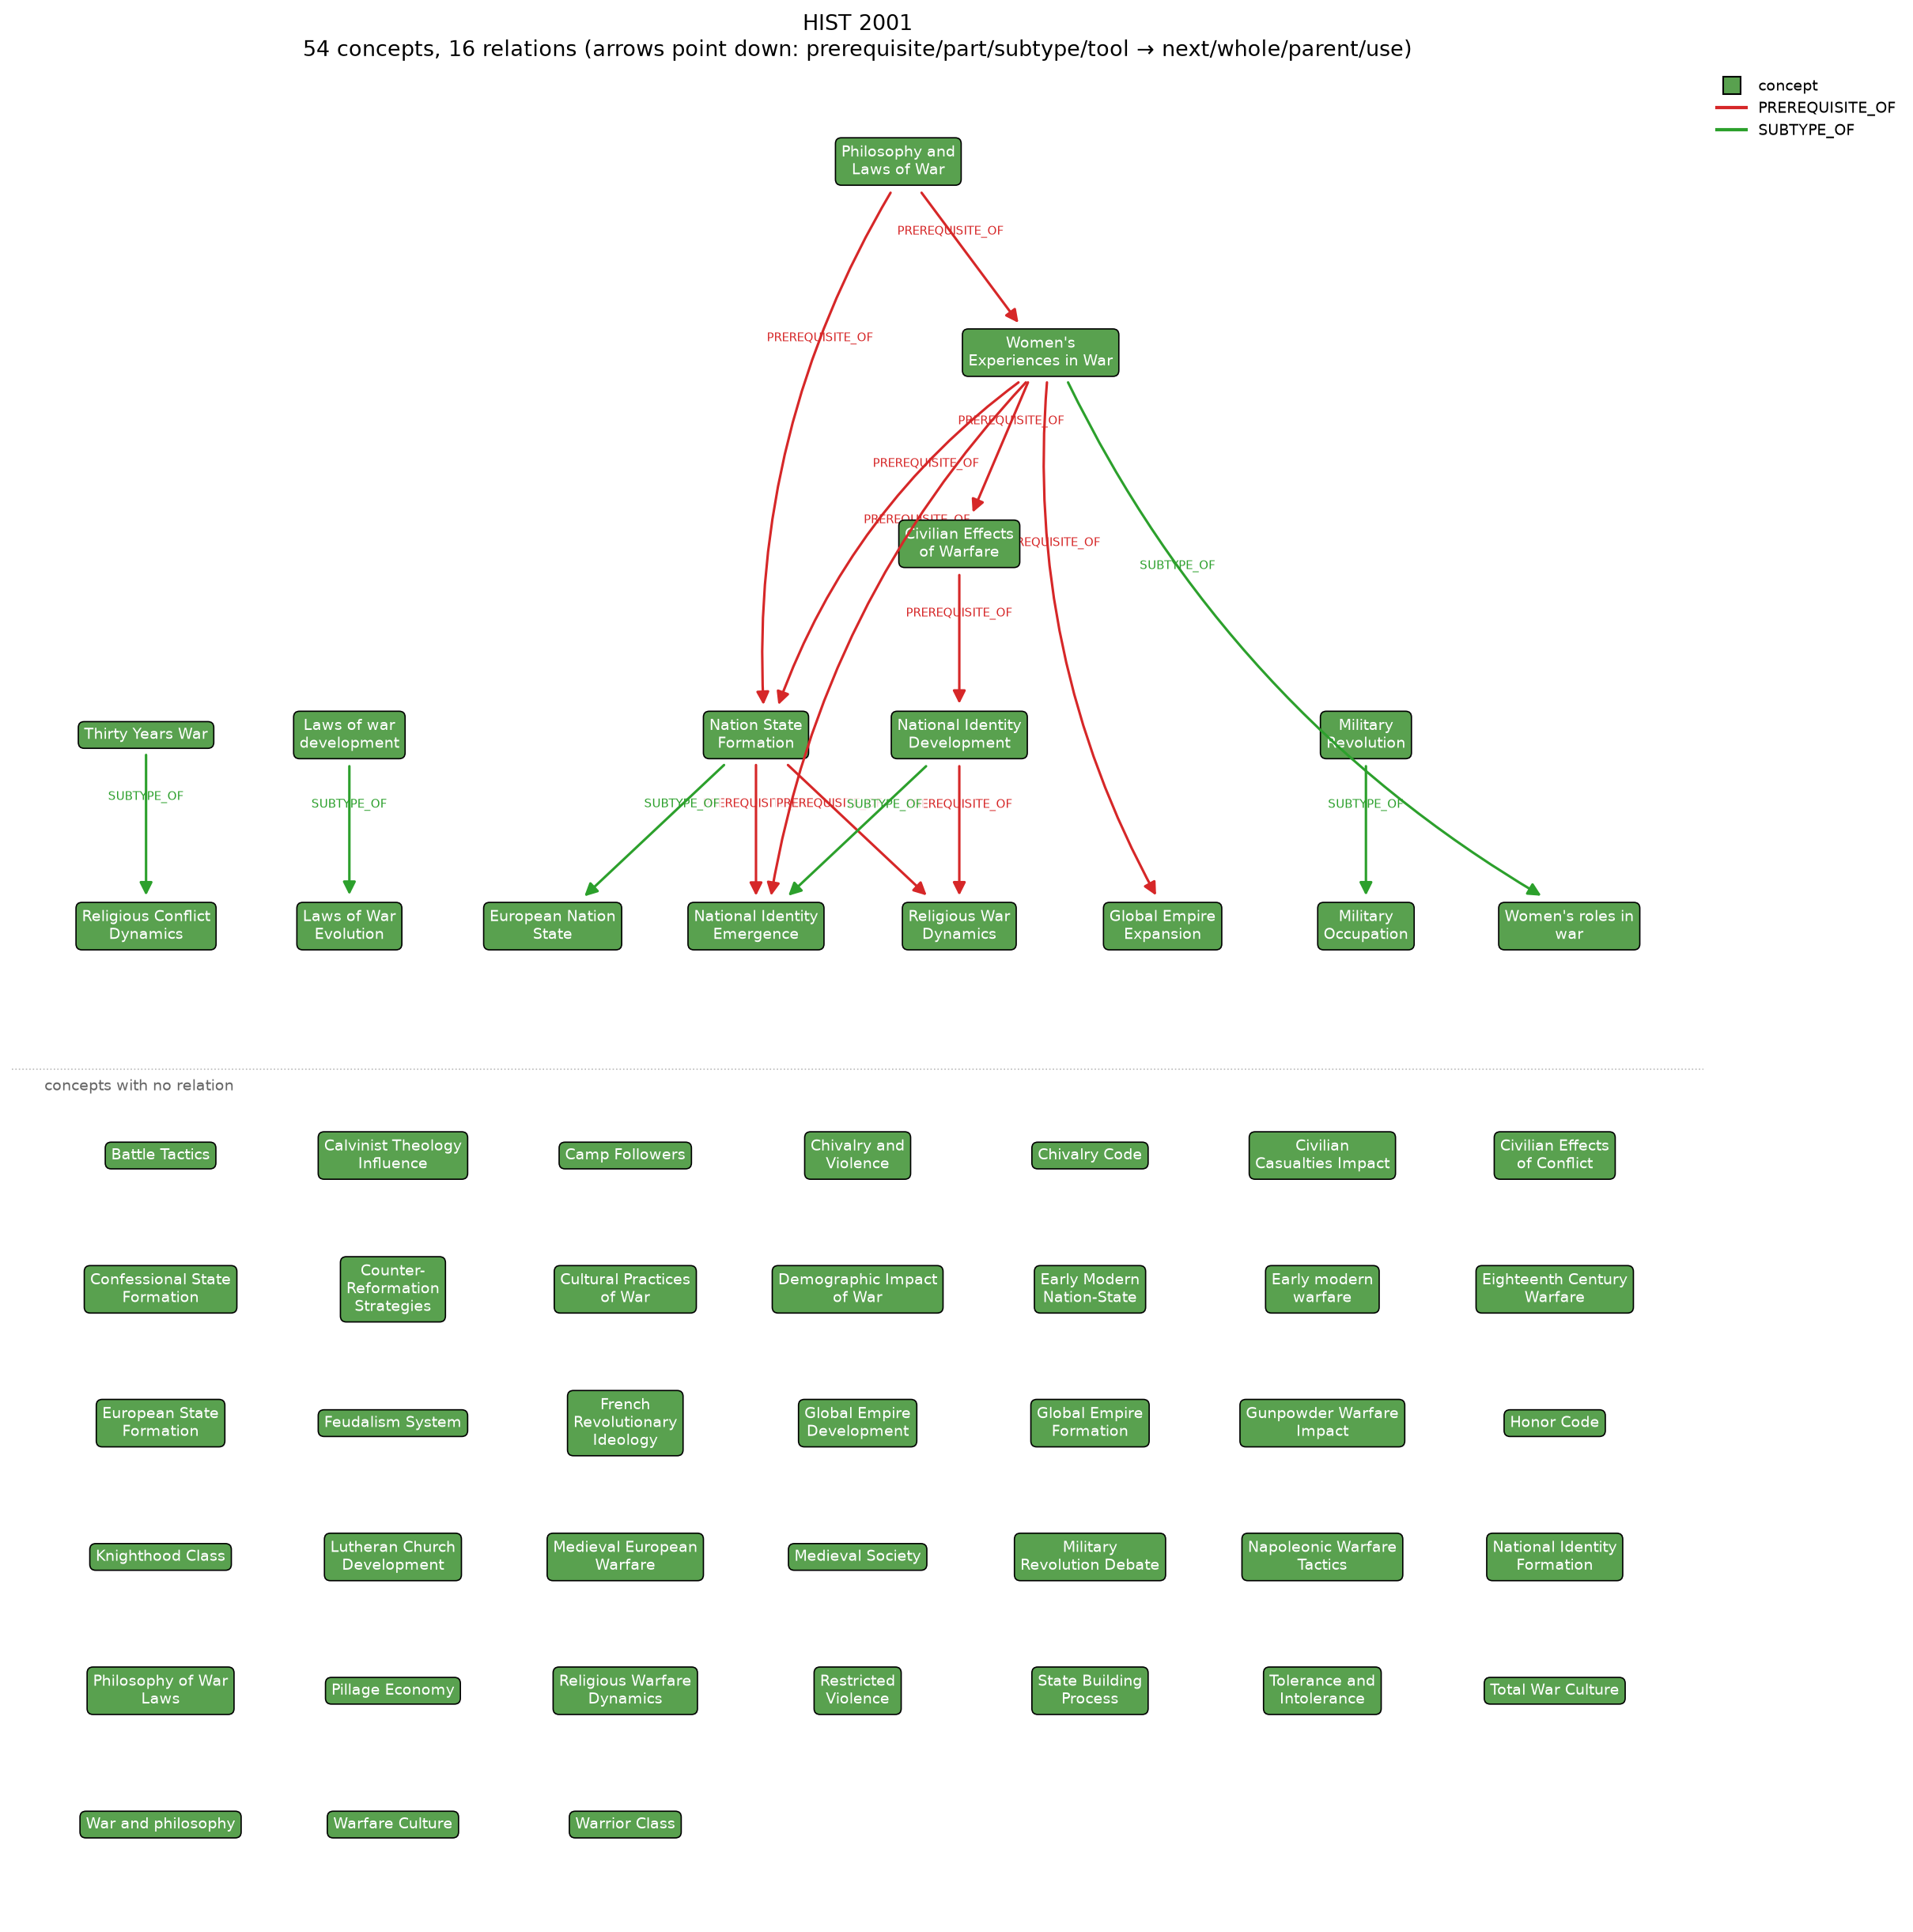 HIST 2001
54 concepts, 16 relations (arrows point down: prerequisite/part/subtype/tool → next/whole/parent/use)
concept
PREREQUISITE_OF
SUBTYPE_OF
Philosophy and
Laws of War
PREREQUISITE_OF
PREREQUISITE_OF
Women's
Experiences in War
PREREQUISITE_OF
PREREQUISITE_OF
PREREQUISITE_OF
Civilian Effects
of Warfare
REQUISITE_OF
SUBTYPE_OF
PREREQUISITE_OF
Thirty Years War
Laws of war
development
Nation State
Formation
National Identity
Development
Military
Revolution
SUBTYPE_OF
SUBTYPE_OF
SUBTYPE_OF
EREQUISI
PREREQUISI
SUBTYPE_OF
EREQUISITE_OF
SUBTYPE_OF
Religious Conflict
Dynamics
Laws of War
Evolution
European Nation
State
National Identity
Emergence
Religious War
Dynamics
Global Empire
Expansion
Military
Occupation
Women's roles in
war
concepts with no relation
Battle Tactics
Calvinist Theology
Influence
Camp Followers
Chivalry and
Violence
Chivalry Code
Civilian
Casualties Impact
Civilian Effects
of Conflict
Confessional State
Formation
Counter-
Reformation
Strategies
Cultural Practices
of War
Demographic Impact
of War
Early Modern
Nation-State
Early modern
warfare
Eighteenth Century
Warfare
European State
Formation
Feudalism System
French
Revolutionary
Ideology
Global Empire
Development
Global Empire
Formation
Gunpowder Warfare
Impact
Honor Code
Knighthood Class
Lutheran Church
Development
Medieval European
Warfare
Medieval Society
Military
Revolution Debate
Napoleonic Warfare
Tactics
National Identity
Formation
Philosophy of War
Laws
Pillage Economy
Religious Warfare
Dynamics
Restricted
Violence
State Building
Process
Tolerance and
Intolerance
Total War Culture
War and philosophy
Warfare Culture
Warrior Class